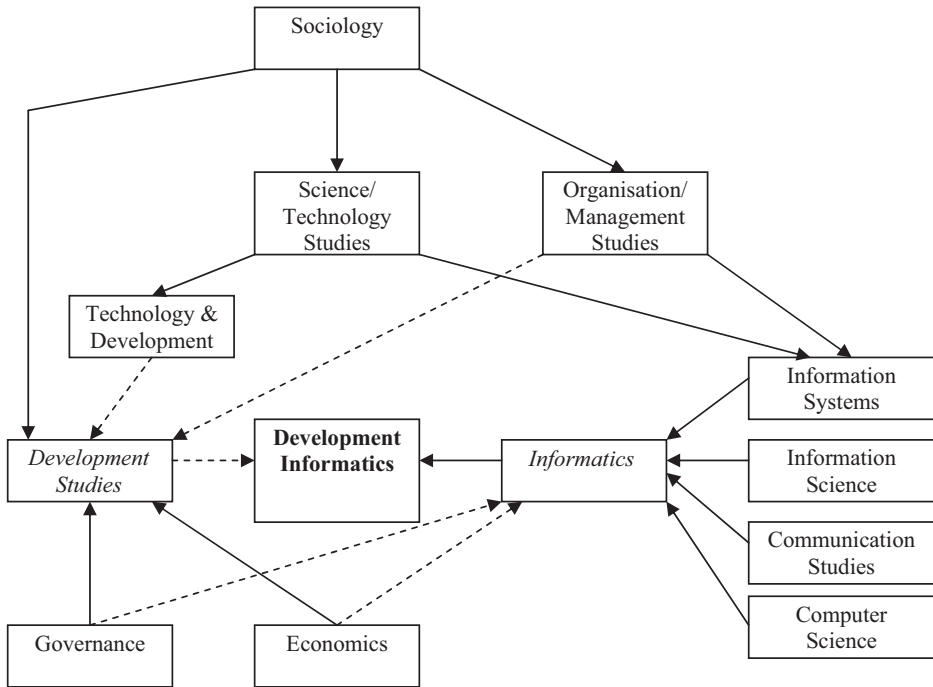 Sociology
Science/
Technology
Studies
Organisation/
Management
Studies
Technology &
Development
Information
Systems
Development
Studies
Development
Informatics
Informatics
Information
Science
Communication
Studies
Computer
Science
Governance
Economics